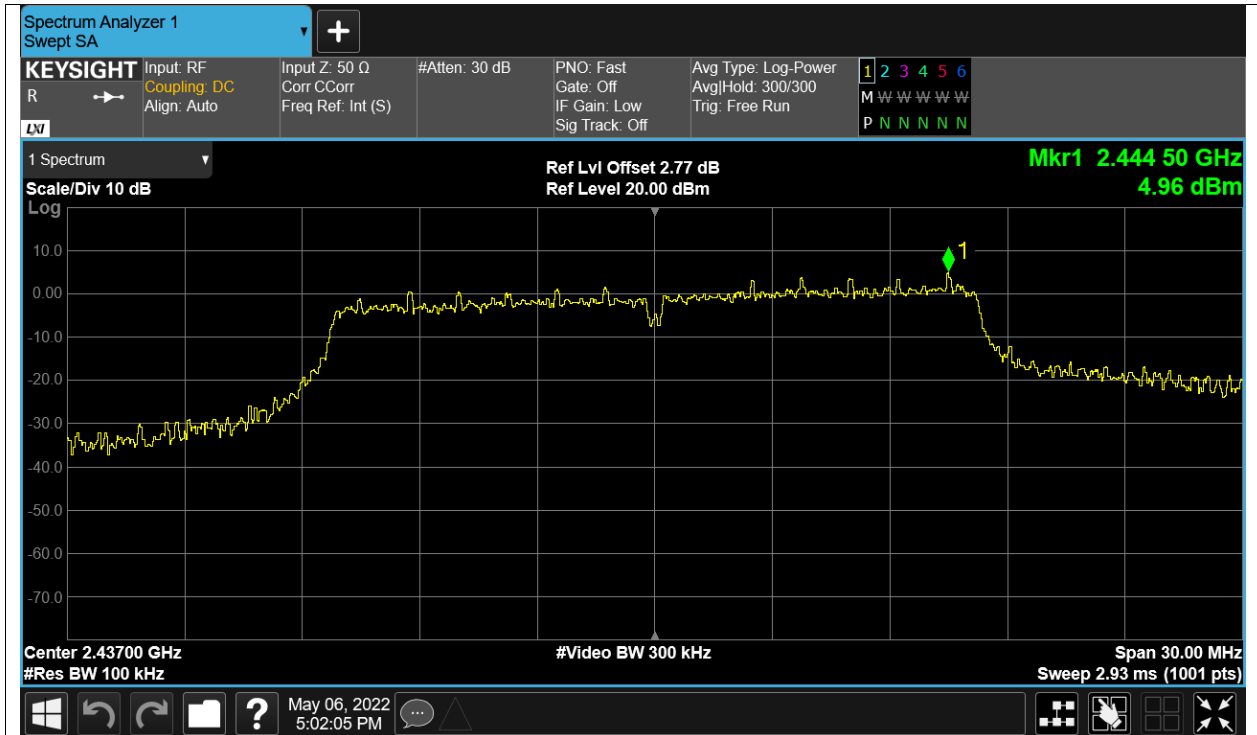 Spectrum Analyzer 1
Swept SA
+
KEYSIGHT
R
LXI
Input: RF
Coupling: DC
Align: Auto
Input Z: 50 Ω
Corr CCorr
Freq Ref: Int (S)
#Atten: 30 dB
PNO: Fast
Gate: Off
IF Gain: Low
Sig Track: Off
Avg Type: Log-Power
Avg|Hold: 300/300
Trig: Free Run
1 2 3 4 5 6
M W W W W W
P N N N N N
1 Spectrum
Scale/Div 10 dB
Log
Ref Lvl Offset 2.77 dB
Ref Level 20.00 dBm
Mkr1 2.444 50 GHz
4.96 dBm
1
10.0
0.00
-10.0
-20.0
-30.0
-40.0
-50.0
-60.0
-70.0
Center 2.43700 GHz
#Res BW 100 kHz
#Video BW 300 kHz
Span 30.00 MHz
Sweep 2.93 ms (1001 pts)
?
May 06, 2022
5:02:05 PM